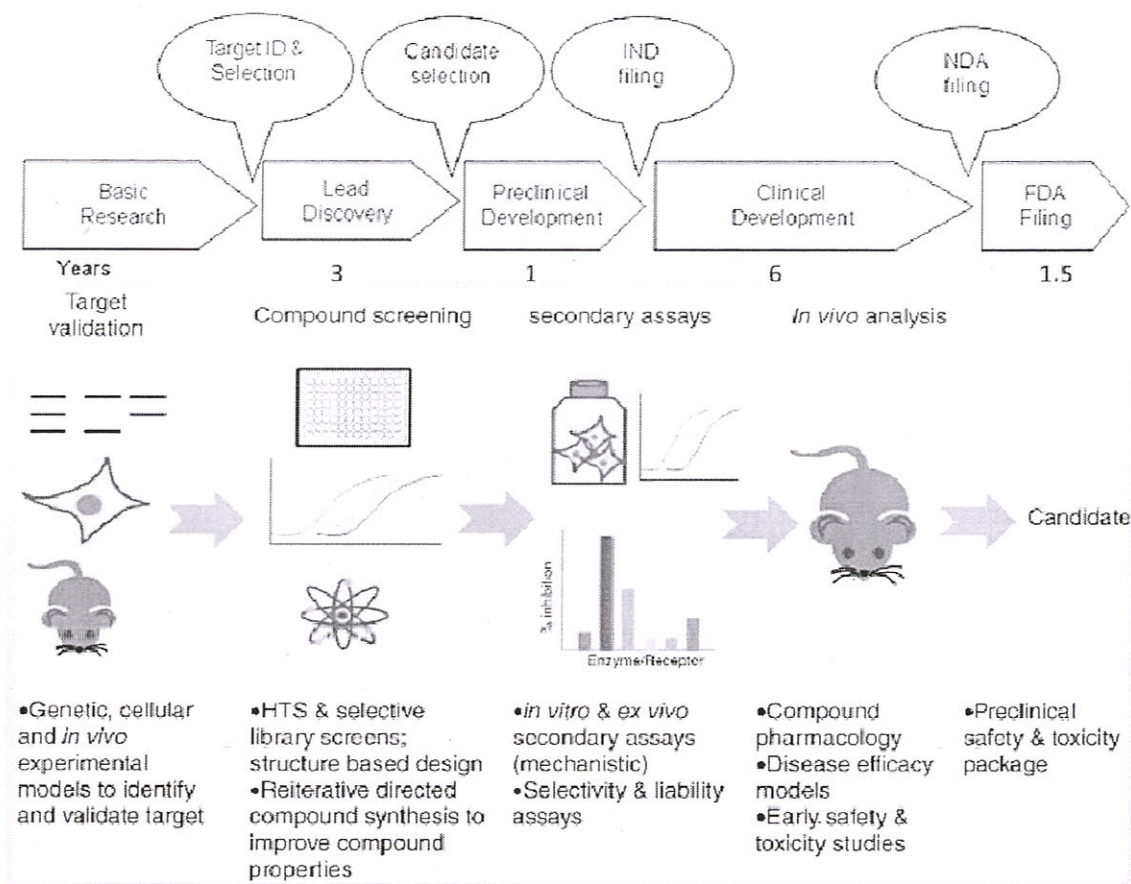 Target ID &
Selection
Candidate
selection
IND
filing
NDA
filing
Basic
Research
Lead
Discovery
Preclinical
Development
Clinical
Development
FDA
Filing
Years
3
1
6
1.5
Target
validation
Compound screening
secondary assays
In vivo analysis
% inhibition
Enzyme/Receptor
Candidate
•Genetic, cellular
and in vivo
experimental
models to identify
and validate target
•HTS & selective
library screens;
structure based design
•Reiterative directed
compound synthesis to
improve compound
properties
•in vitro & ex vivo
secondary assays
(mechanistic)
•Selectivity & liability
assays
•Compound
pharmacology
•Disease efficacy
models
•Early safety &
toxicity studies
•Preclinical
safety & toxicity
package